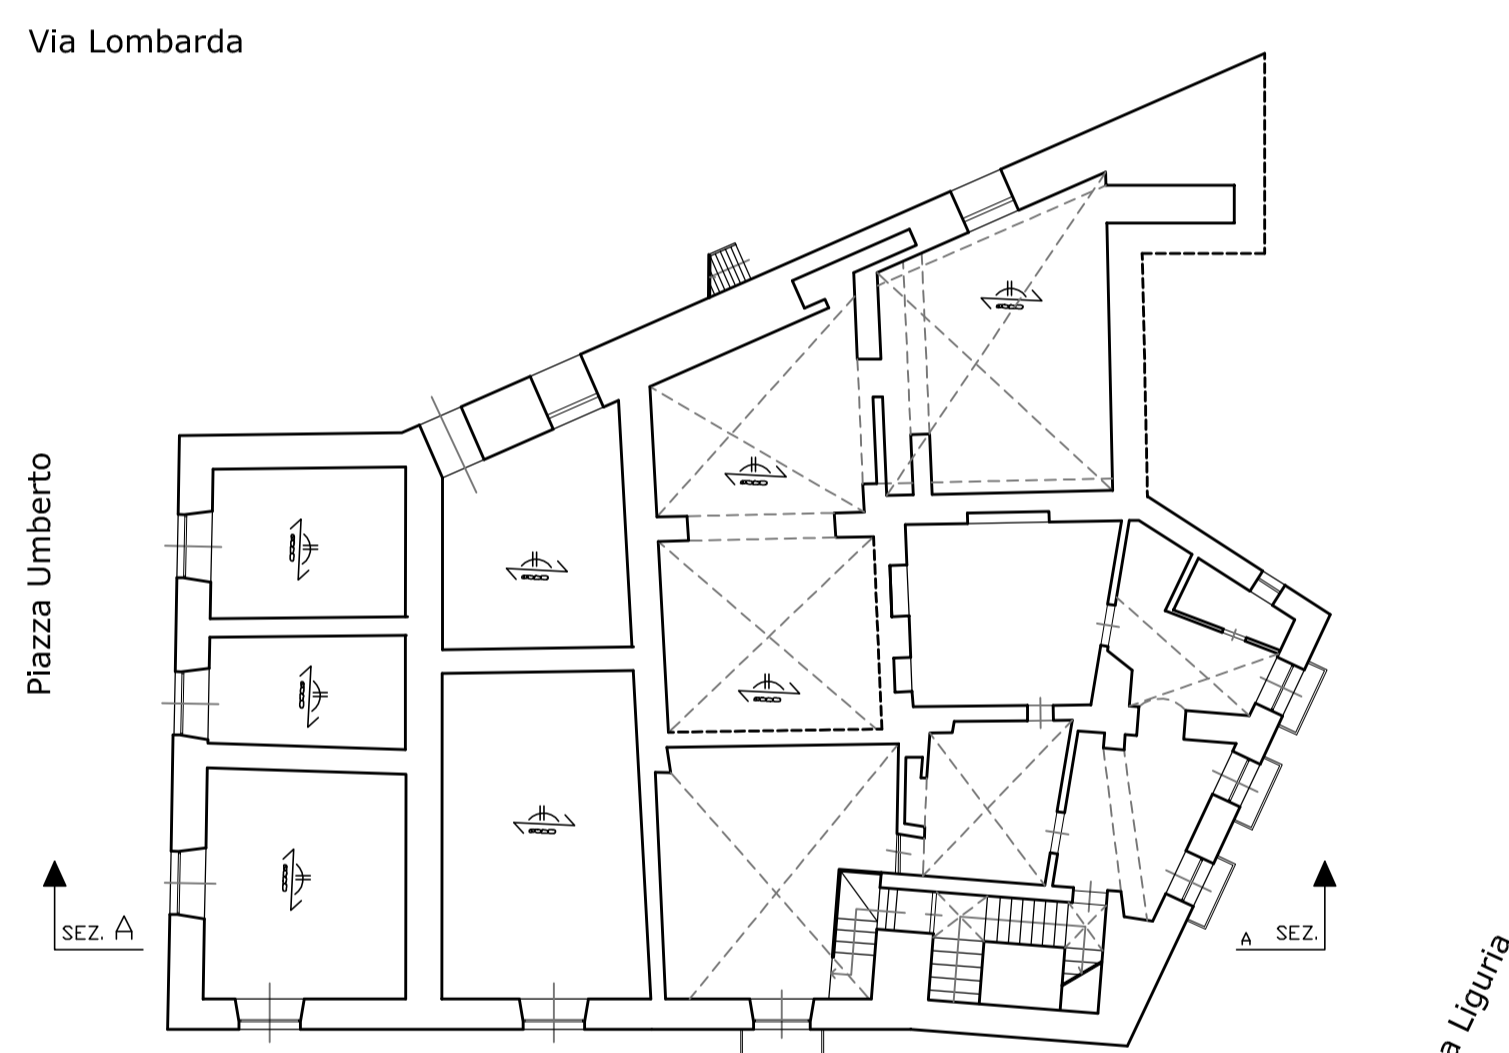 Via Lombarda
Piazza Umberto
SEZ. A
A SEZ.
a Liguria